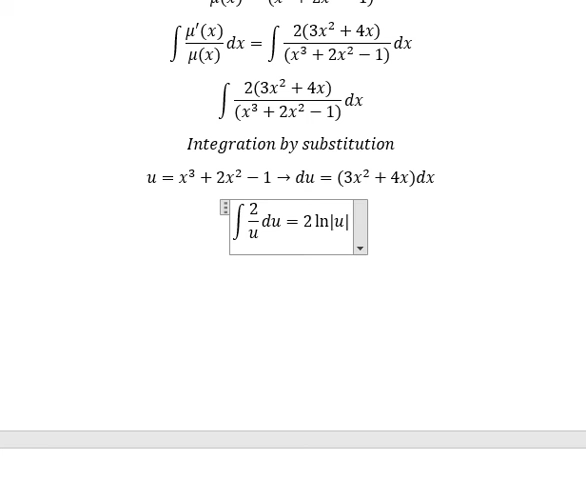 ∫ μ′(x)/μ(x) dx = ∫ 2(3x² + 4x)/(x³ + 2x² − 1) dx
∫ 2(3x² + 4x)/(x³ + 2x² − 1) dx
Integration by substitution
u = x³ + 2x² − 1 → du = (3x² + 4x)dx
∫ 2/u du = 2 ln|u|